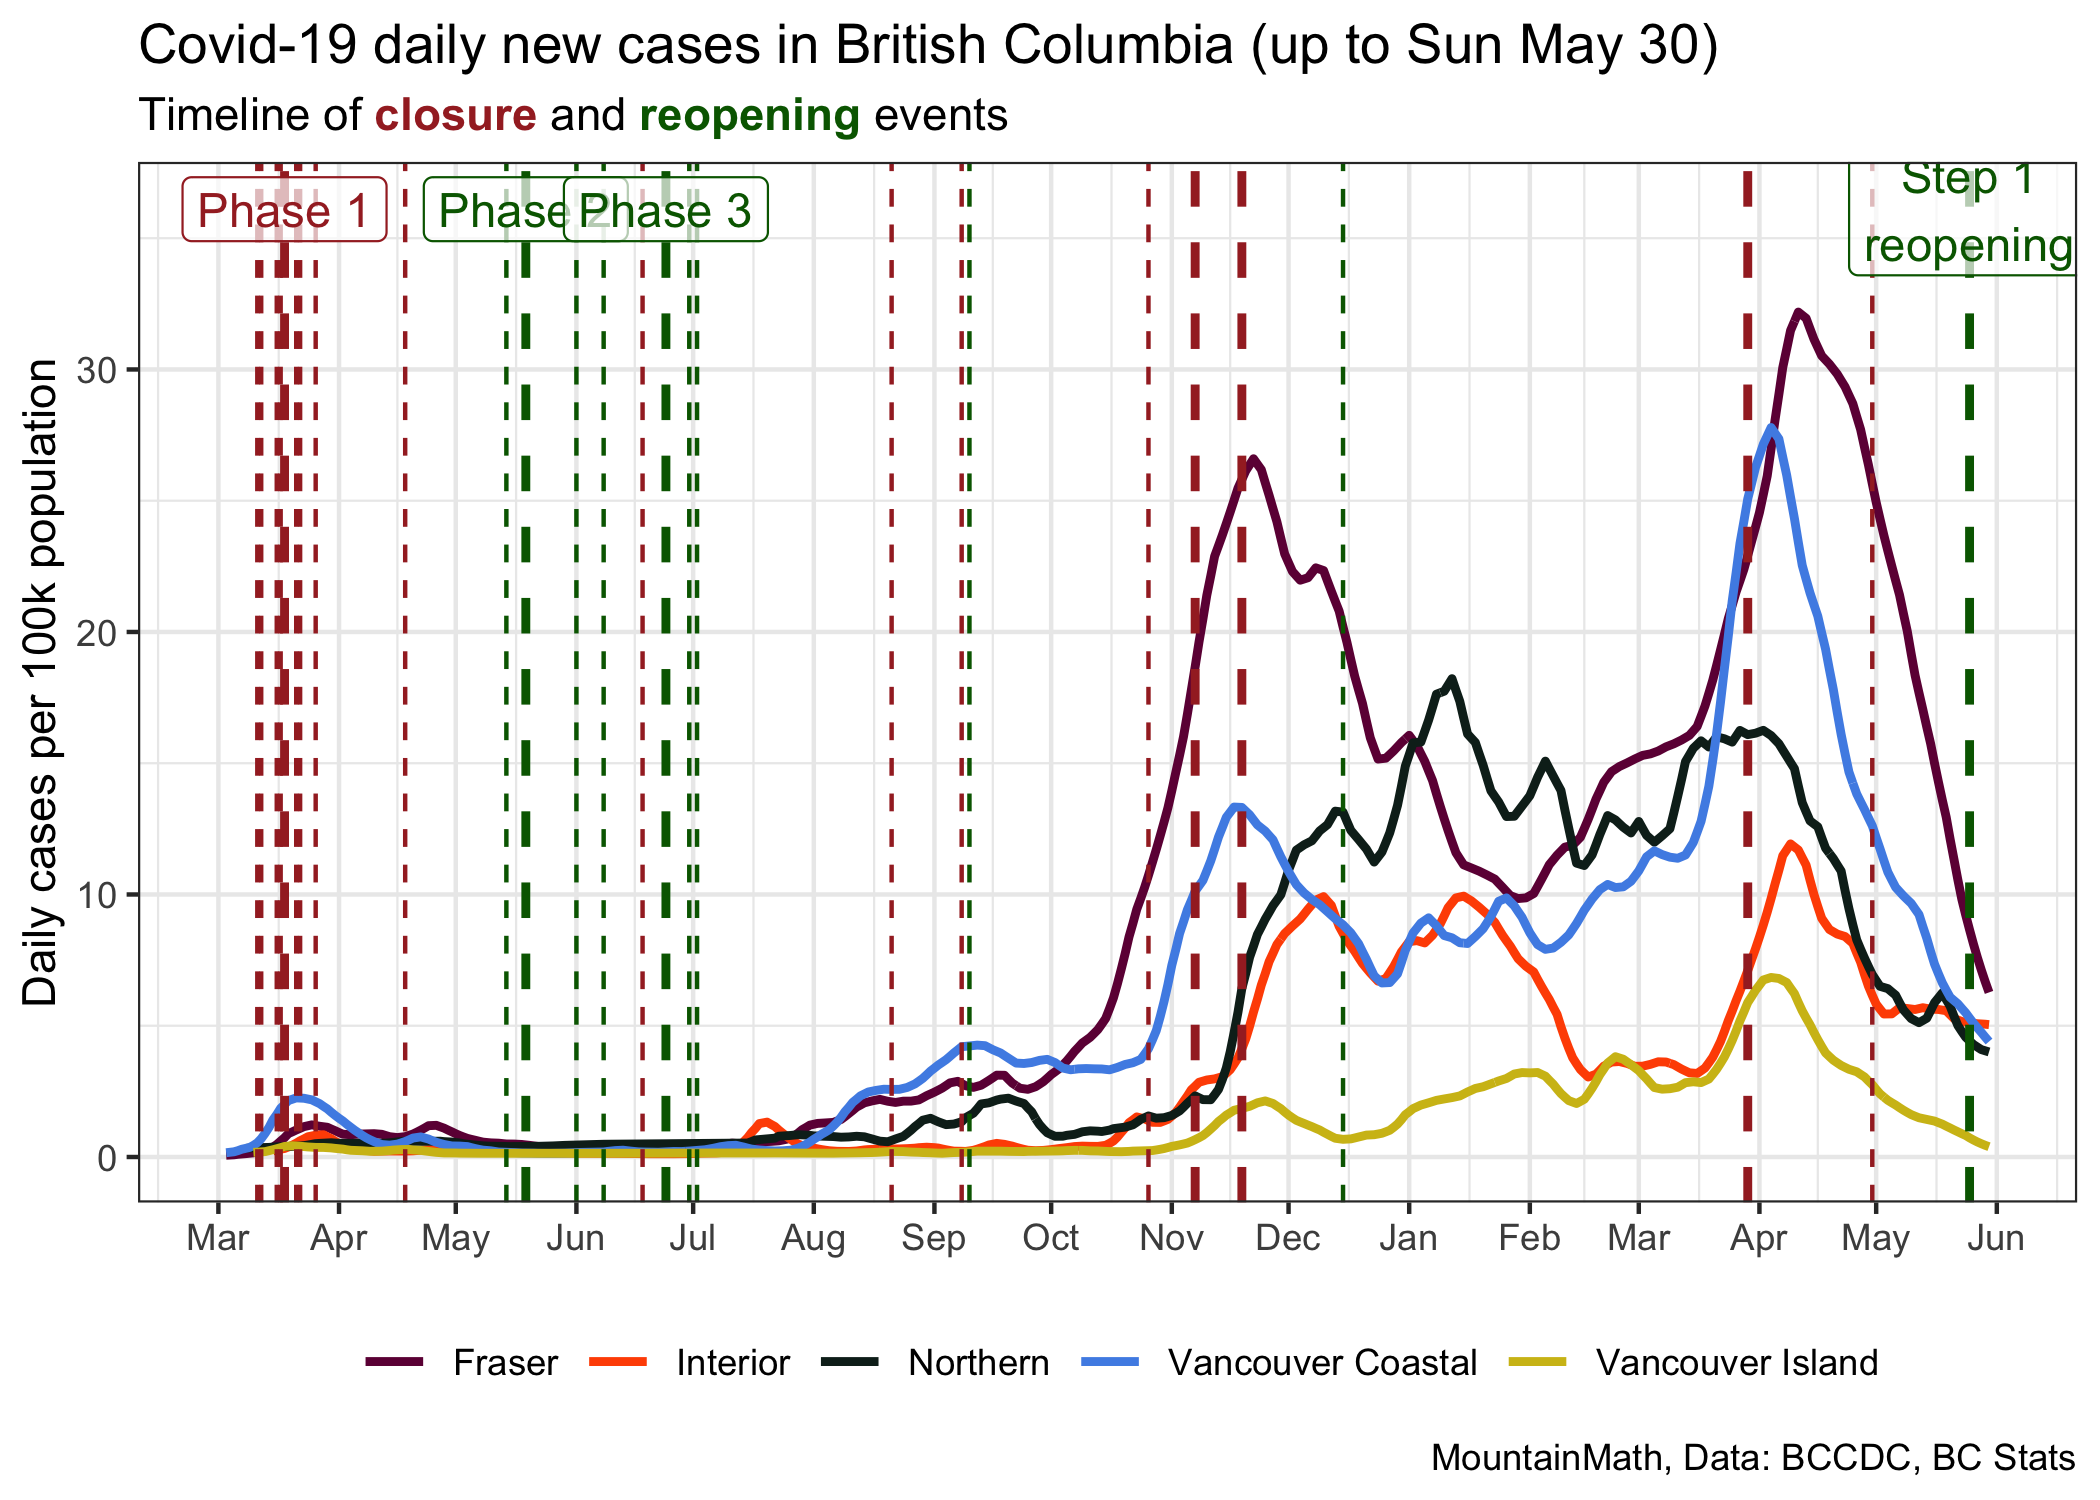 Covid-19 daily new cases in British Columbia (up to Sun May 30)
Timeline of closure and reopening events
Phase 1
Phase 2
Phase 3
Step 1
reopening
Daily cases per 100k population
30
20
10
0
Mar Apr May Jun Jul Aug Sep Oct Nov Dec Jan Feb Mar Apr May Jun
Fraser Interior Northern Vancouver Coastal Vancouver Island
MountainMath, Data: BCCDC, BC Stats